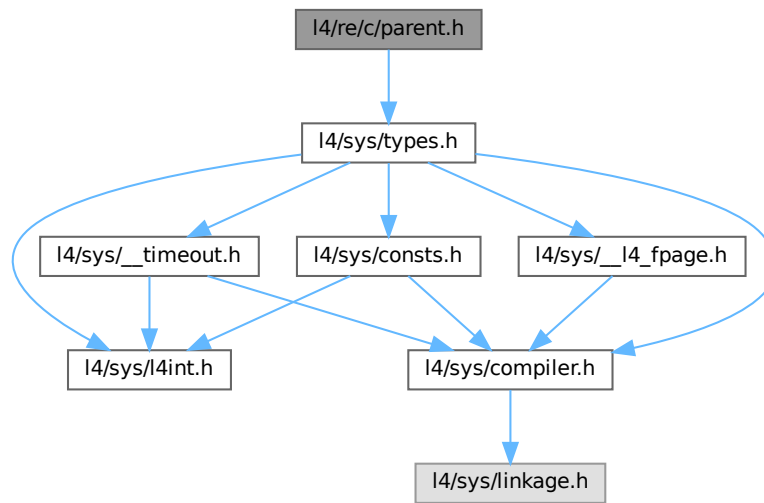 l4/re/c/parent.h
l4/sys/types.h
l4/sys/__timeout.h
l4/sys/consts.h
l4/sys/__l4_fpage.h
l4/sys/l4int.h
l4/sys/compiler.h
l4/sys/linkage.h